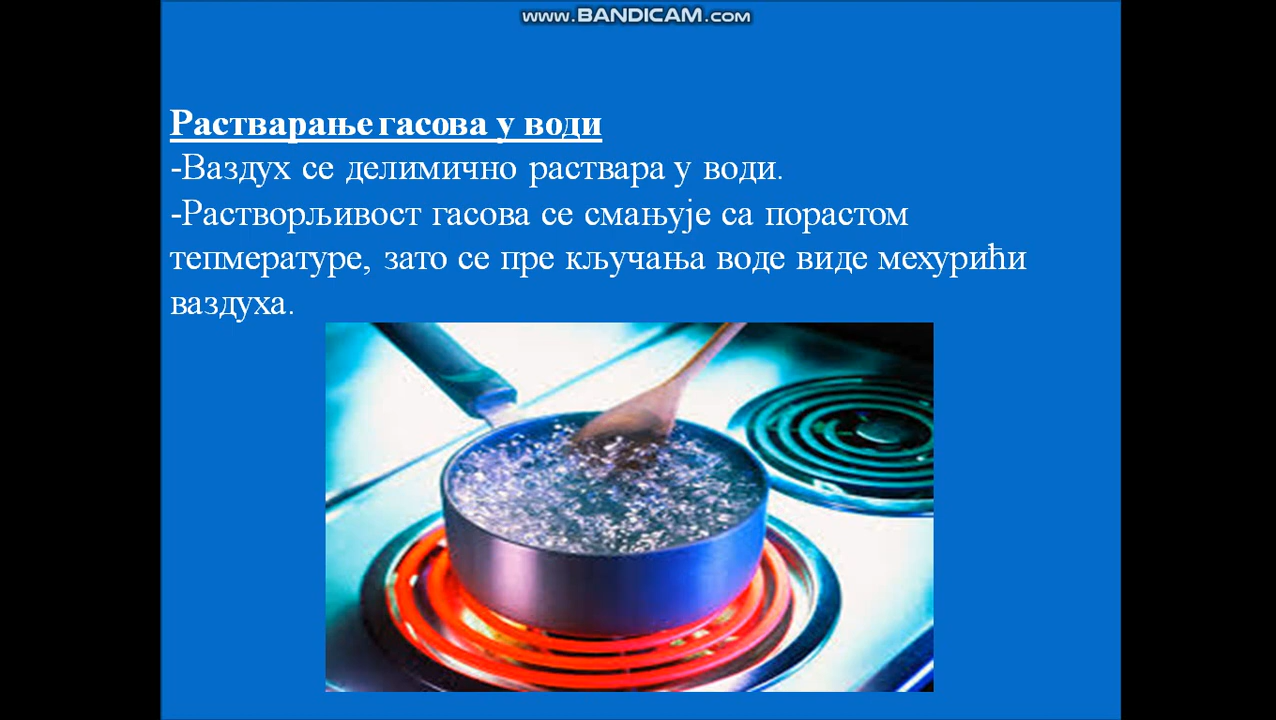 www.BANDICAM.com
Растварање гасова у води
-Ваздух се делимично раствара у води.
-Растворљивост гасова се смањује са порастом
тепмературе, зато се пре кључања воде виде мехурићи
ваздуха.